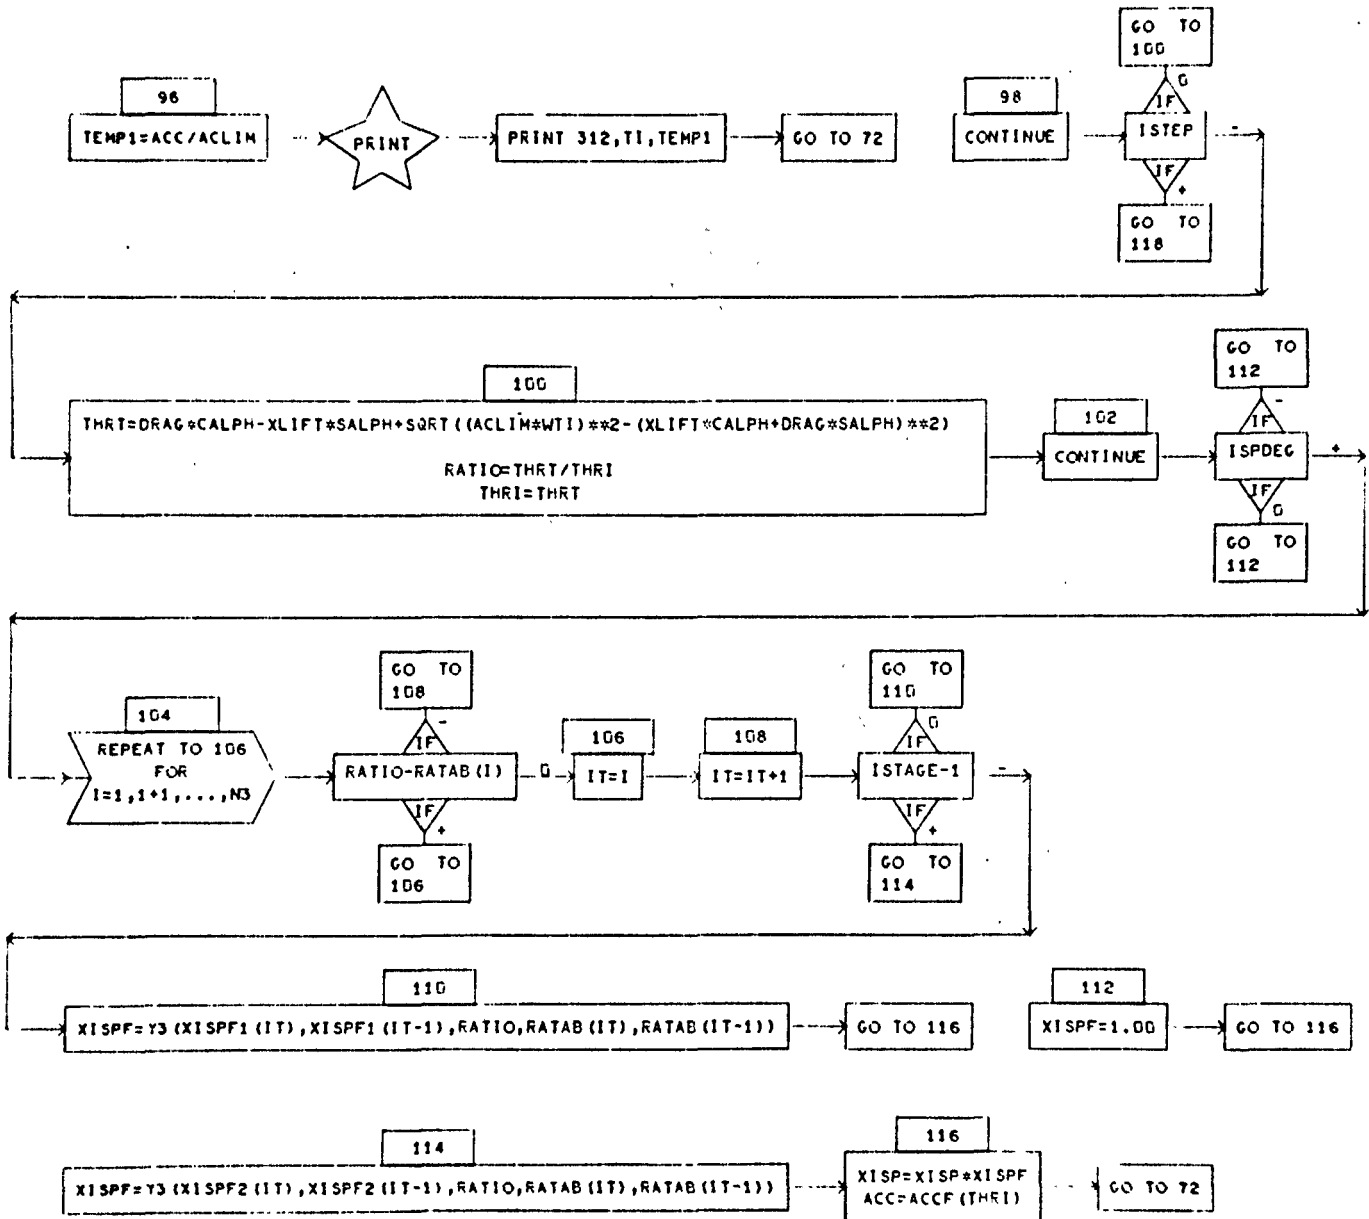 96
TEMP1=ACC/ACLIM
PRINT
PRINT 312,TI,TEMP1
GO TO 72
98
CONTINUE
GO TO
100
0
IF
ISTEP
-
IF
+
GO TO
118
100
THRT=DRAG*CALPH-XLIFT*SALPH+SQRT((ACLIM*WTI)**2-(XLIFT*CALPH+DRAG*SALPH)**2)
RATIO=THRT/THRI
THRI=THRT
102
CONTINUE
GO TO
112
-
IF
ISPDEG
+
IF
0
GO TO
112
104
REPEAT TO 106
FOR
I=1,1+1,...,N3
GO TO
108
-
IF
RATIO-RATAB(I)
0
IF
+
GO TO
106
106
IT=I
108
IT=IT+1
GO TO
110
0
IF
ISTAGE-1
-
IF
+
GO TO
114
110
XISPF=Y3(XISPF1(IT),XISPF1(IT-1),RATIO,RATAB(IT),RATAB(IT-1))
GO TO 116
112
XISPF=1.00
GO TO 116
114
XISPF=Y3(XISPF2(IT),XISPF2(IT-1),RATIO,RATAB(IT),RATAB(IT-1))
116
XISP=XISP*XISPF
ACC=ACCF(THRI)
GO TO 72